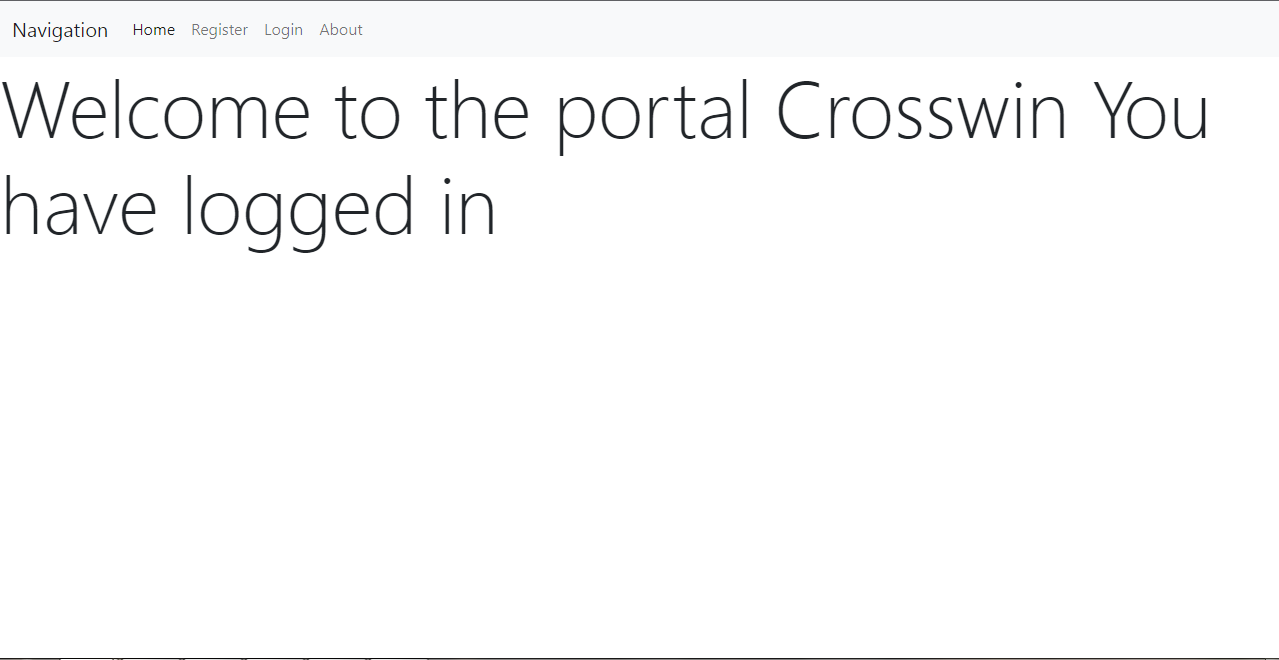 Navigation Home Register Login About
Welcome to the portal Crosswin You
have logged in